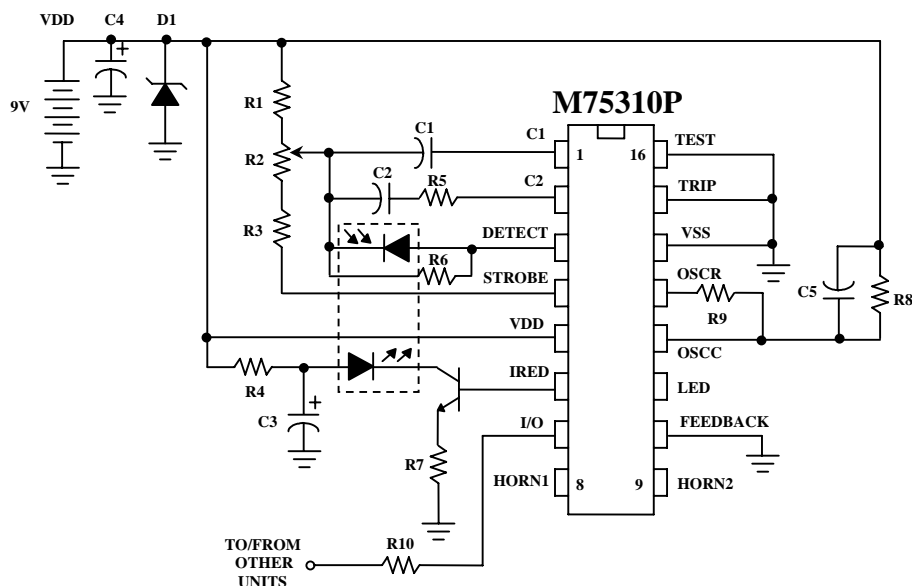 VDD
C4
D1
+
9V
R1
R2
R3
C1
C2
R5
R6
M75310P
C1
C2
DETECT
STROBE
VDD
IRED
I/O
HORN1
1
16
8
9
TEST
TRIP
VSS
OSCR
OSCC
LED
FEEDBACK
HORN2
R9
C5
R8
R4
C3
+
R7
R10
TO/FROM
OTHER
UNITS